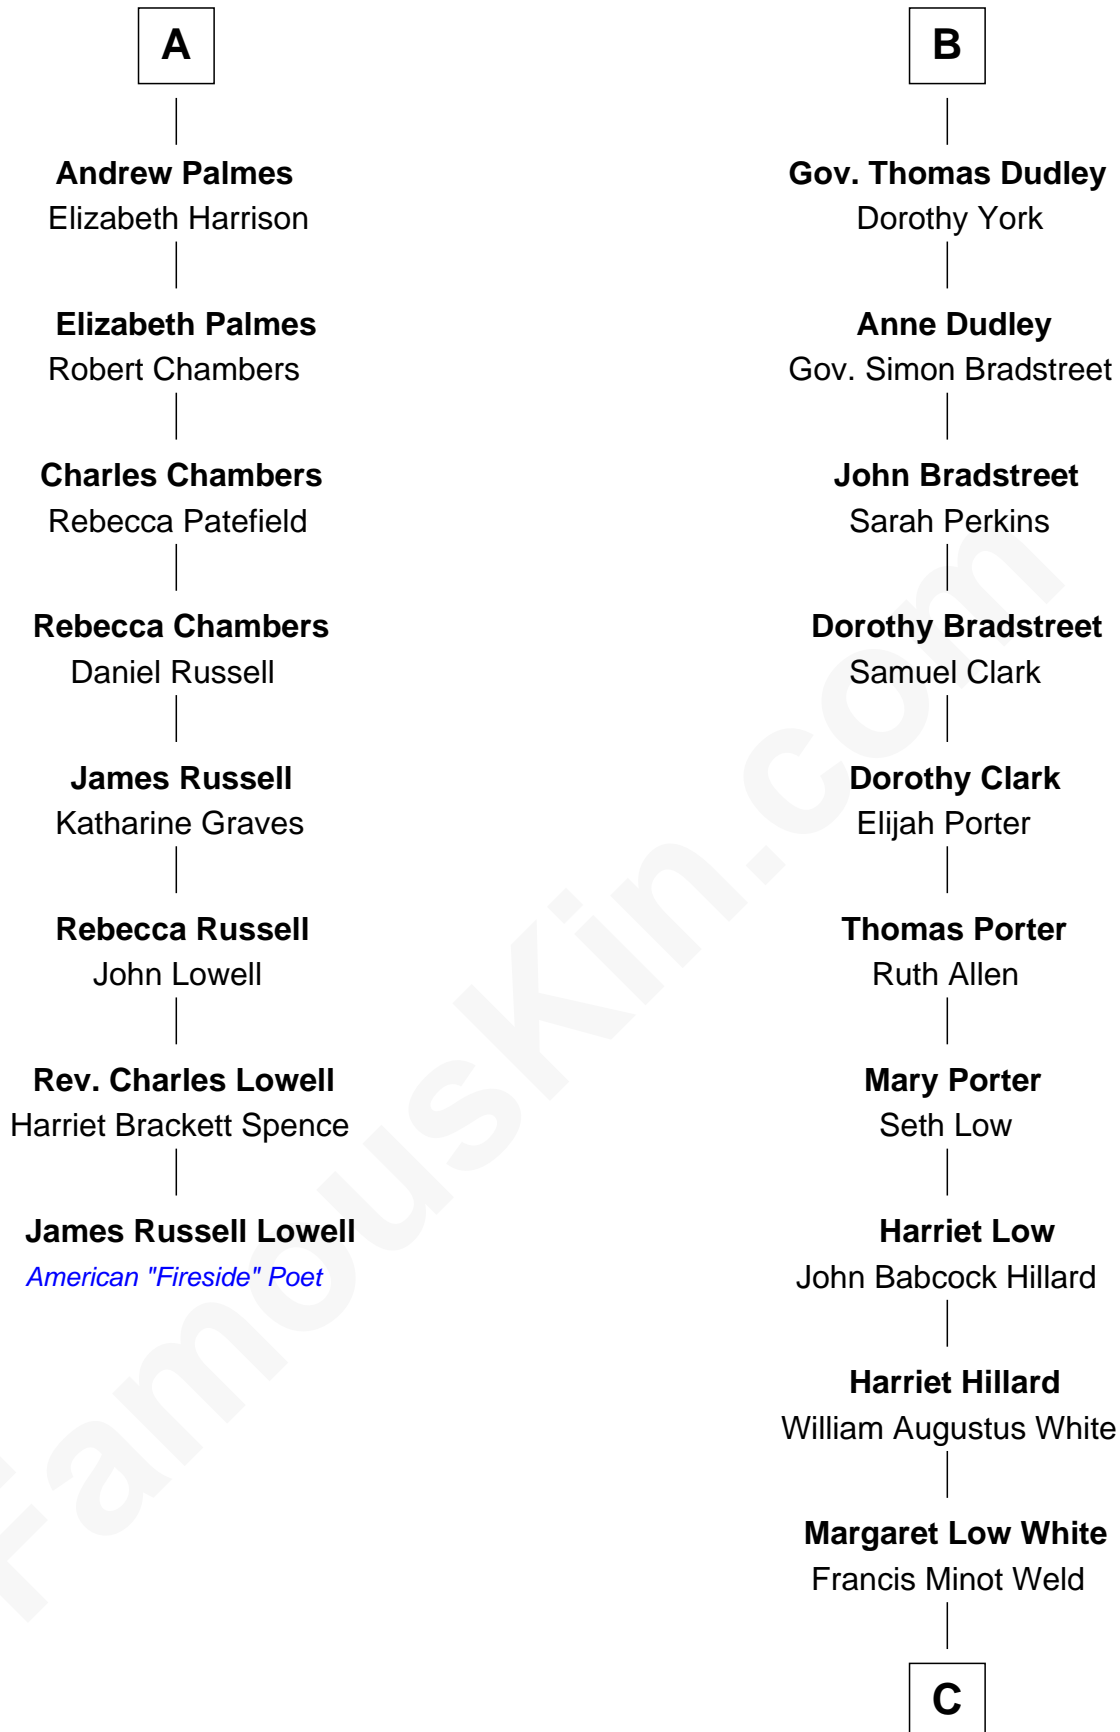 A
Andrew Palmes
Elizabeth Harrison
Elizabeth Palmes
Robert Chambers
Charles Chambers
Rebecca Patefield
Rebecca Chambers
Daniel Russell
James Russell
Katharine Graves
Rebecca Russell
John Lowell
Rev. Charles Lowell
Harriet Brackett Spence
James Russell Lowell
American "Fireside" Poet
B
Gov. Thomas Dudley
Dorothy York
Anne Dudley
Gov. Simon Bradstreet
John Bradstreet
Sarah Perkins
Dorothy Bradstreet
Samuel Clark
Dorothy Clark
Elijah Porter
Thomas Porter
Ruth Allen
Mary Porter
Seth Low
Harriet Low
John Babcock Hillard
Harriet Hillard
William Augustus White
Margaret Low White
Francis Minot Weld
C
FamousKin.com